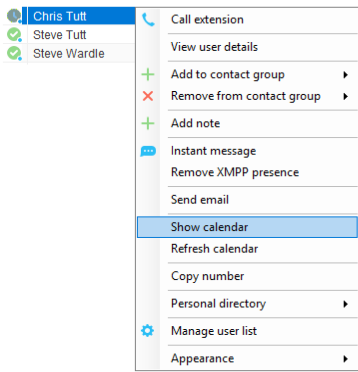 Chris Tutt
Steve Tutt
Steve Wardle
Call extension
View user details
Add to contact group
Remove from contact group
Add note
Instant message
Remove XMPP presence
Send email
Show calendar
Refresh calendar
Copy number
Personal directory
Manage user list
Appearance